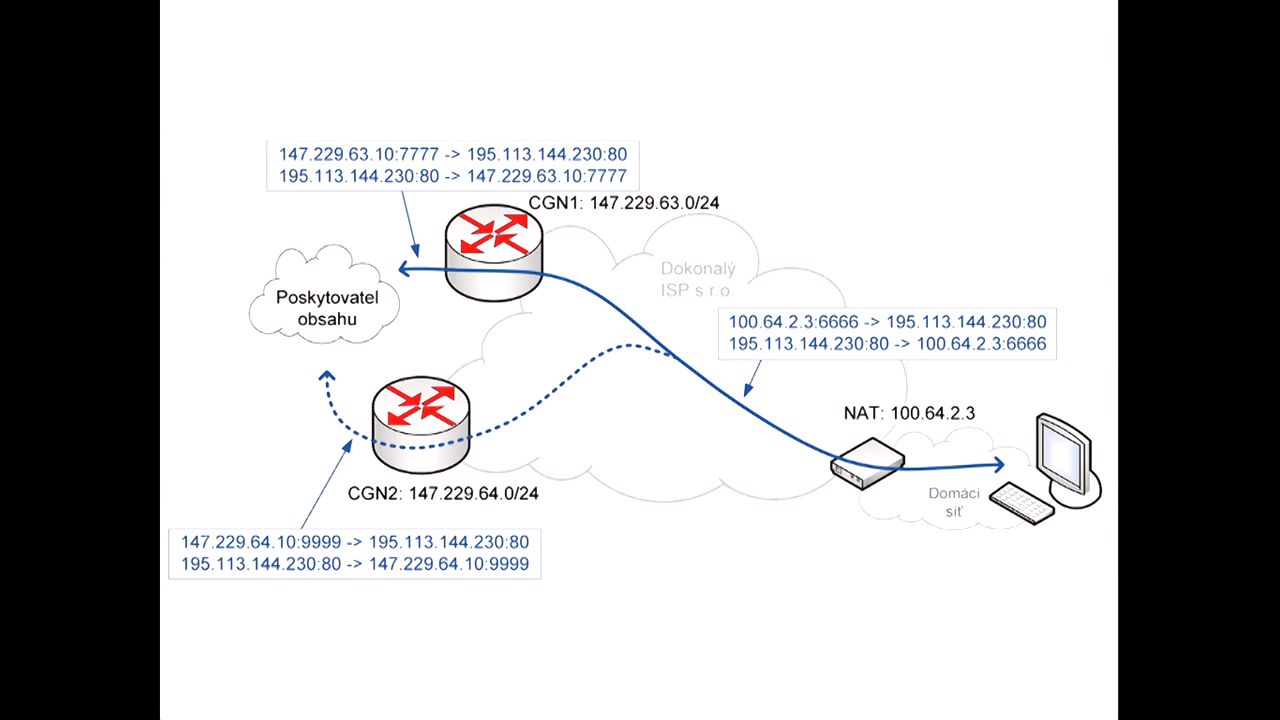 147.229.63.10:7777 -> 195.113.144.230:80
195.113.144.230:80 -> 147.229.63.10:7777
CGN1: 147.229.63.0/24
Dokonalý
ISP s.r.o.
Poskytovatel
obsahu
100.64.2.3:6666 -> 195.113.144.230:80
195.113.144.230:80 -> 100.64.2.3:6666
NAT: 100.64.2.3
CGN2: 147.229.64.0/24
Domácí
síť
147.229.64.10:9999 -> 195.113.144.230:80
195.113.144.230:80 -> 147.229.64.10:9999